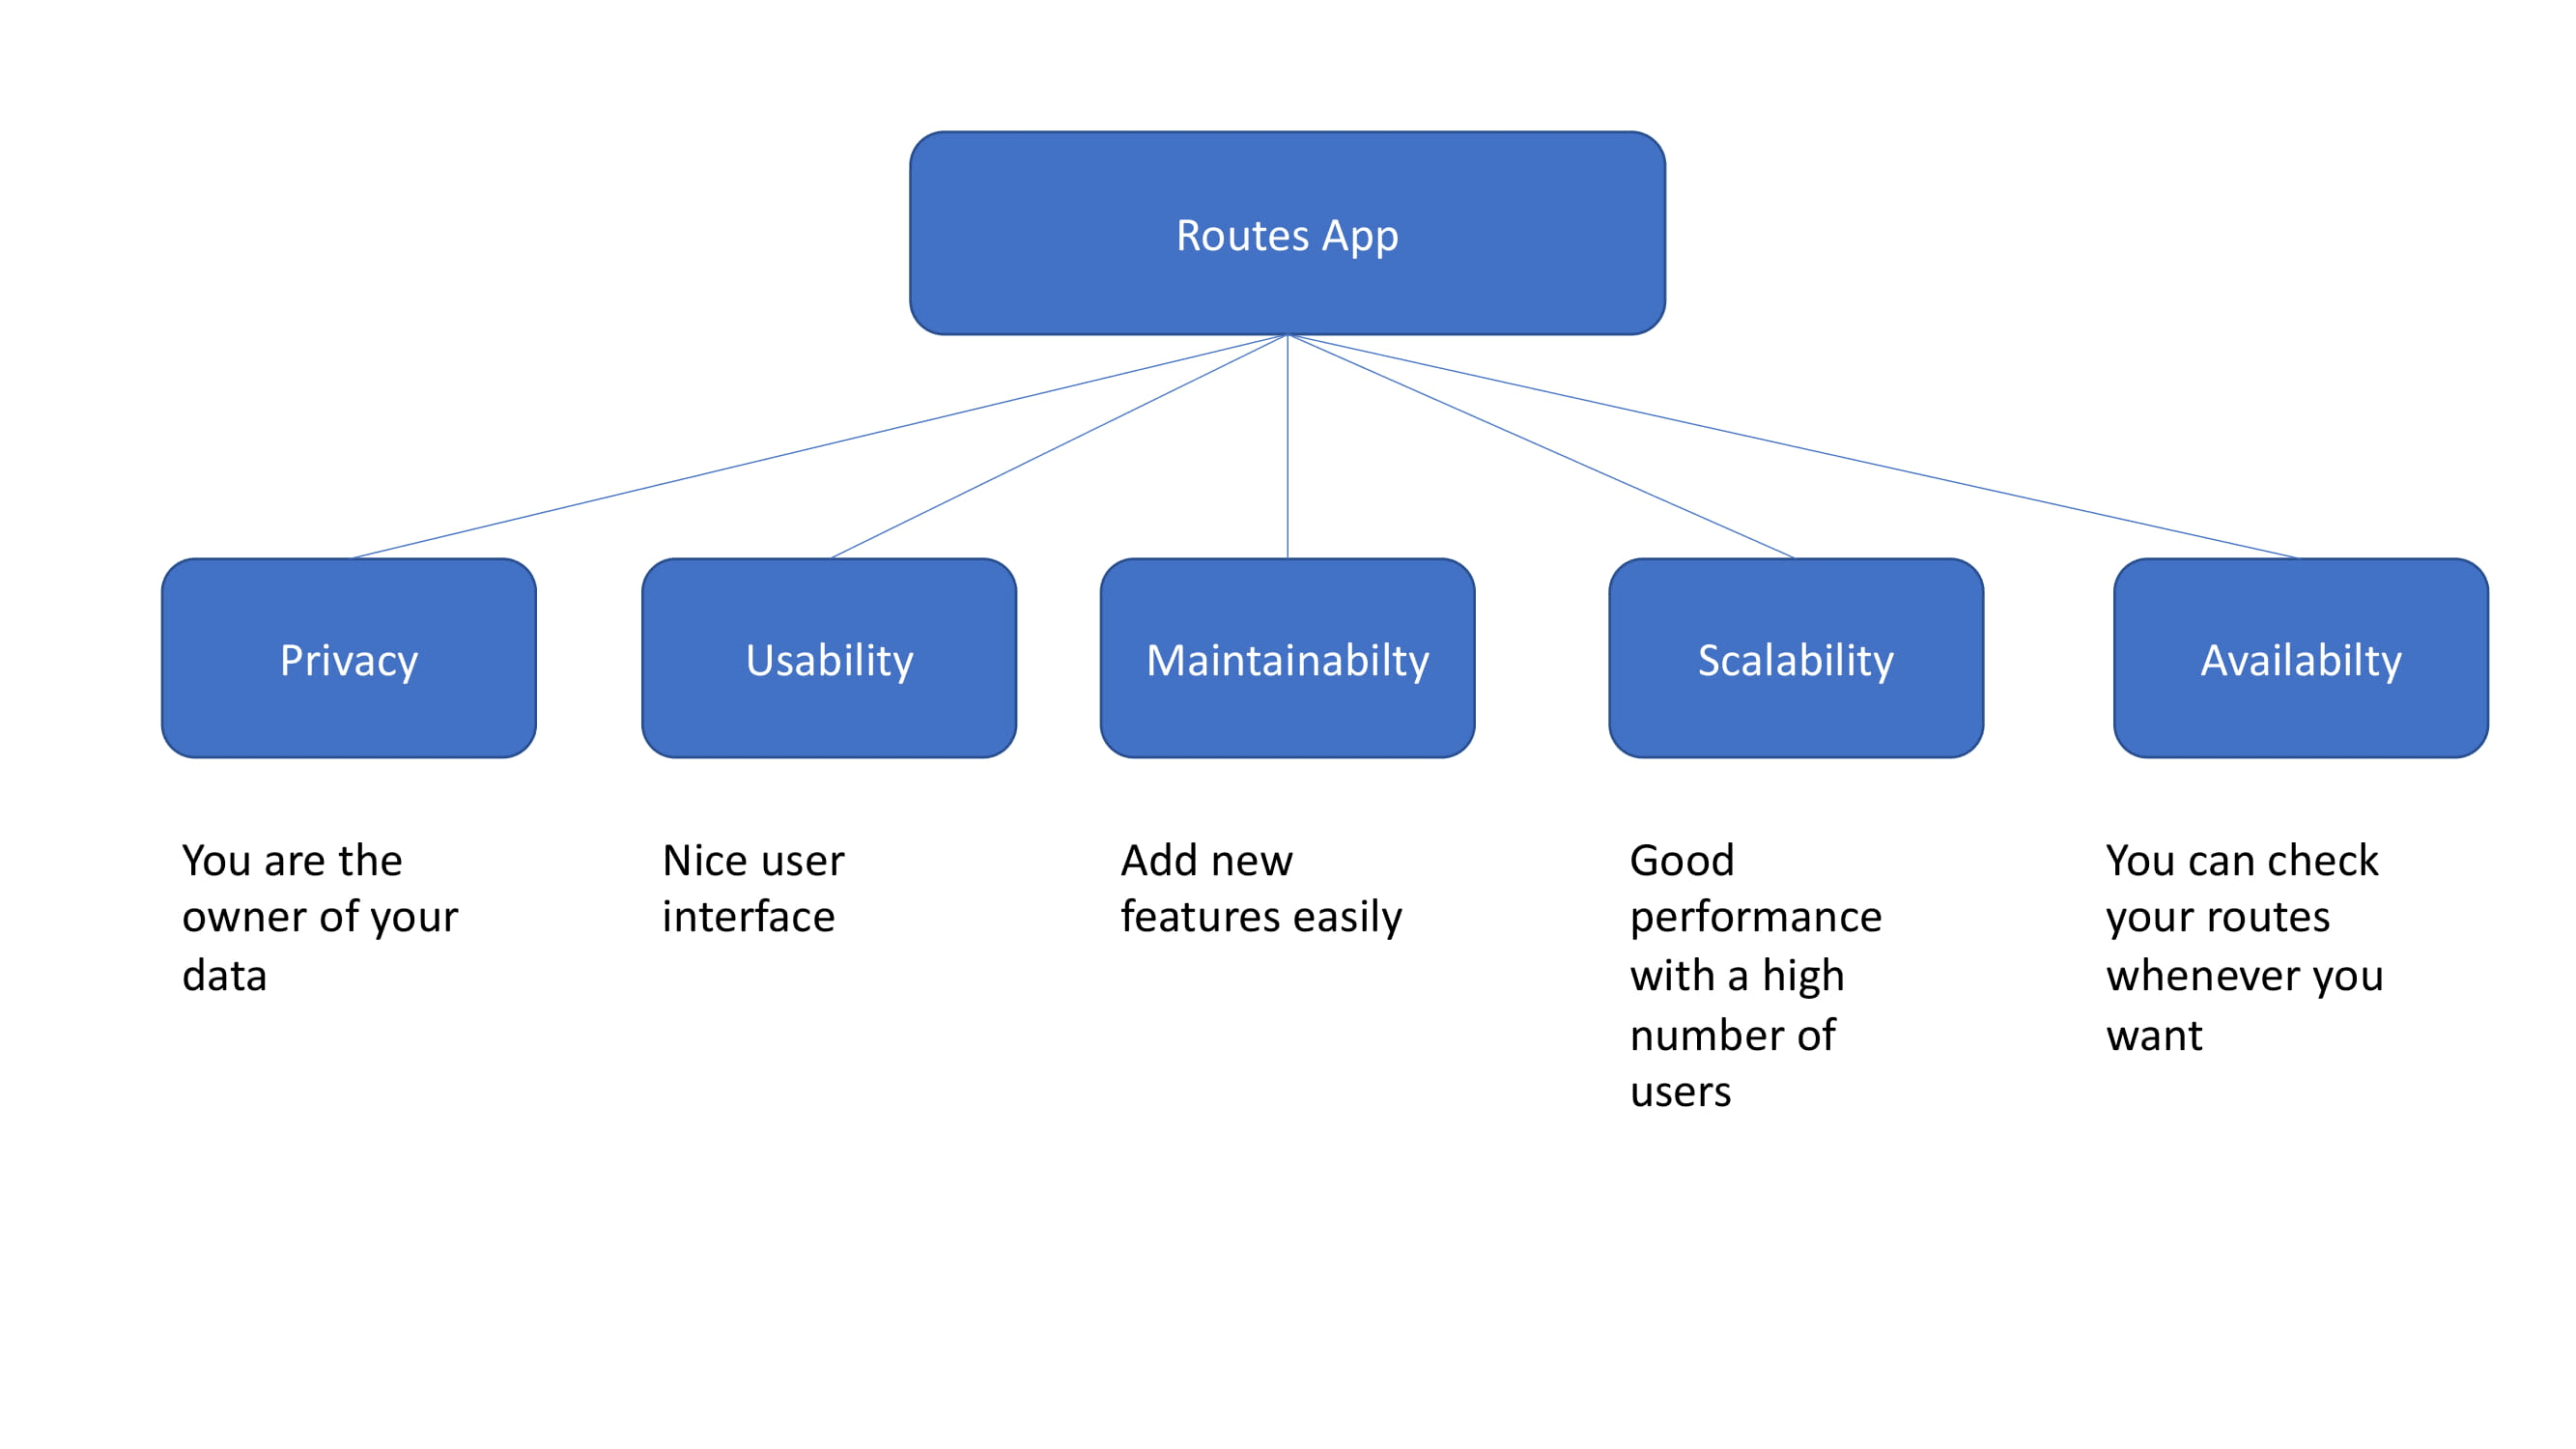 Routes App
Privacy
Usability
Maintainabilty
Scalability
Availabilty
You are the
owner of your
data
Nice user
interface
Add new
features easily
Good
performance
with a high
number of
users
You can check
your routes
whenever you
want